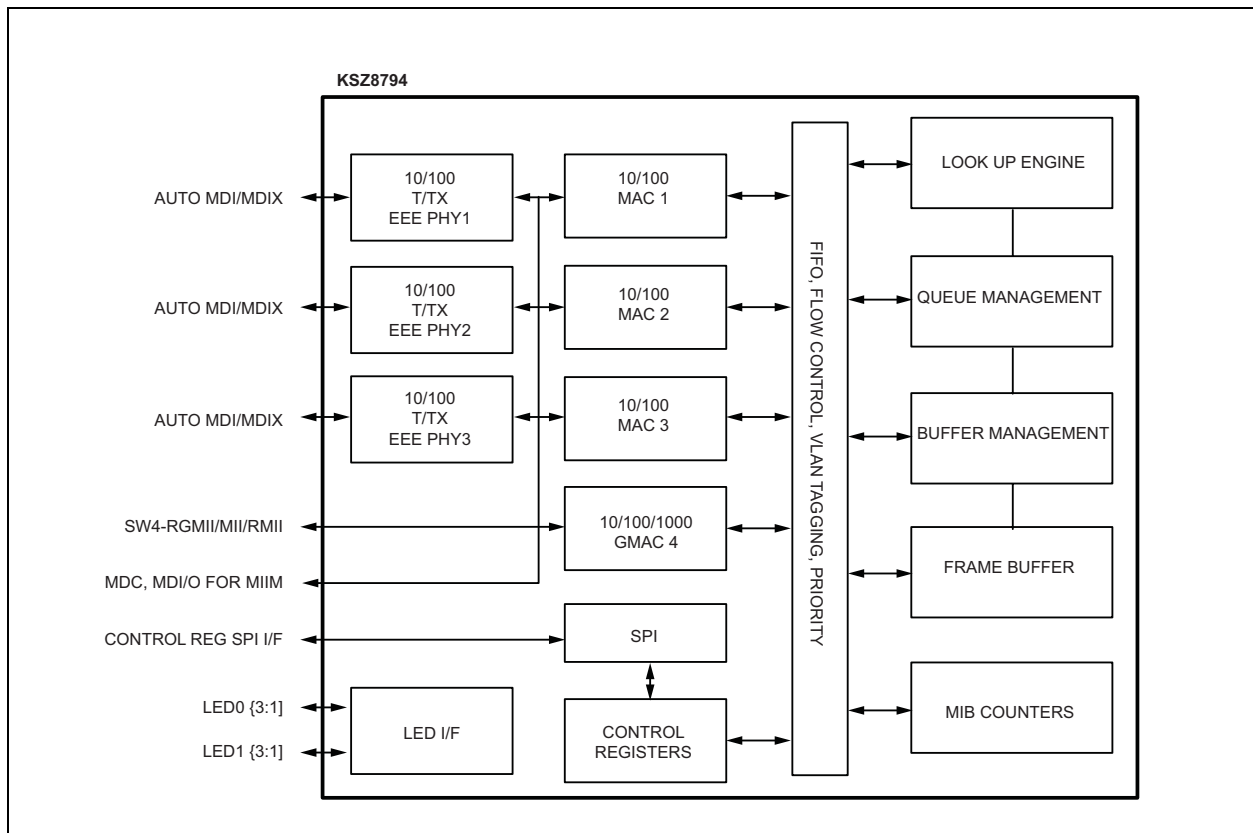 KSZ8794
AUTO MDI/MDIX
10/100
T/TX
EEE PHY1
10/100
MAC 1
LOOK UP ENGINE
AUTO MDI/MDIX
10/100
T/TX
EEE PHY2
10/100
MAC 2
QUEUE MANAGEMENT
AUTO MDI/MDIX
10/100
T/TX
EEE PHY3
10/100
MAC 3
BUFFER MANAGEMENT
FIFO, FLOW CONTROL, VLAN TAGGING, PRIORITY
SW4-RGMII/MII/RMII
10/100/1000
GMAC 4
FRAME BUFFER
MDC, MDI/O FOR MIIM
CONTROL REG SPI I/F
SPI
LED0 {3:1]
LED1 {3:1]
LED I/F
CONTROL
REGISTERS
MIB COUNTERS